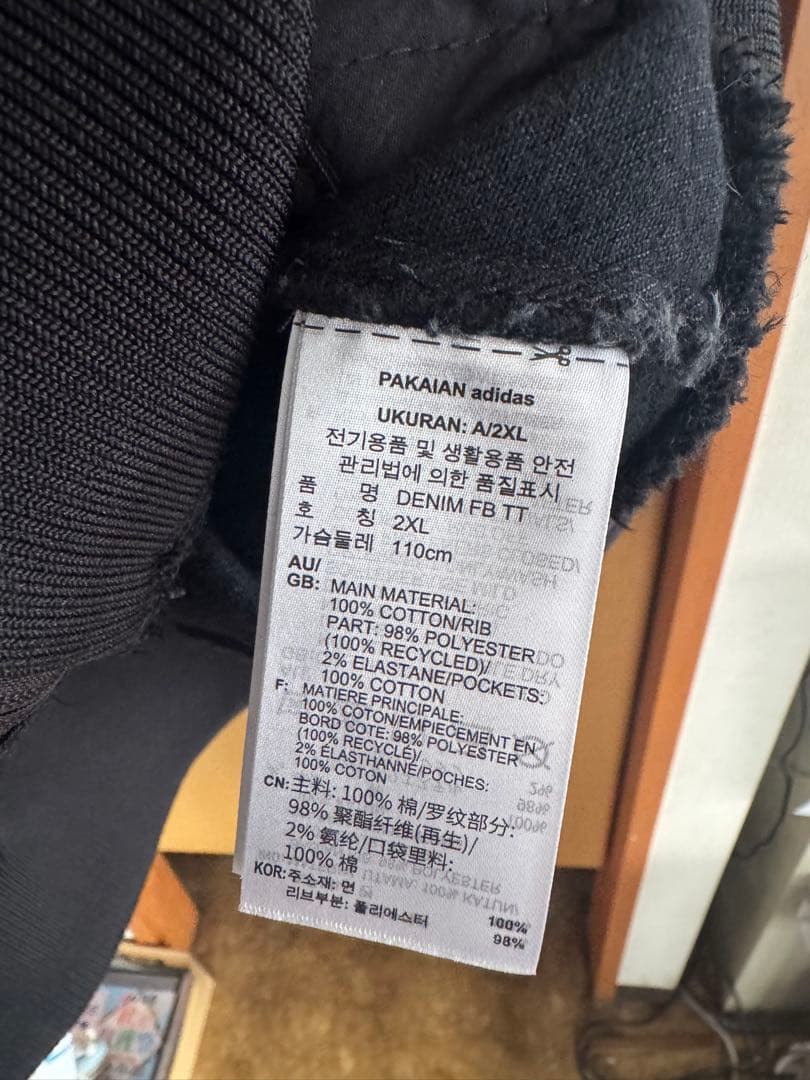 PAKAIAN adidas
UKURAN: A/2XL
전기용품 및 생활용품 안전
관리법에 의한 품질표시
품 명 DENIM FB TT
호 칭 2XL
가슴둘레 110cm
AU/
GB: MAIN MATERIAL:
100% COTTON/RIB
PART: 98% POLYESTER
(100% RECYCLED)/
2% ELASTANE/POCKETS:
100% COTTON
F: MATIERE PRINCIPALE:
100% COTON/EMPIECEMENT EN
BORD COTE: 98% POLYESTER
(100% RECYCLÉ)/
2% ÉLASTHANNE/POCHES:
100% COTON
CN: 主料: 100% 棉/罗纹部分:
98% 聚酯纤维(再生)/
2% 氨纶/口袋里料:
100% 棉
KOR: 주소재: 면 100%
리브부분: 폴리에스터 98%